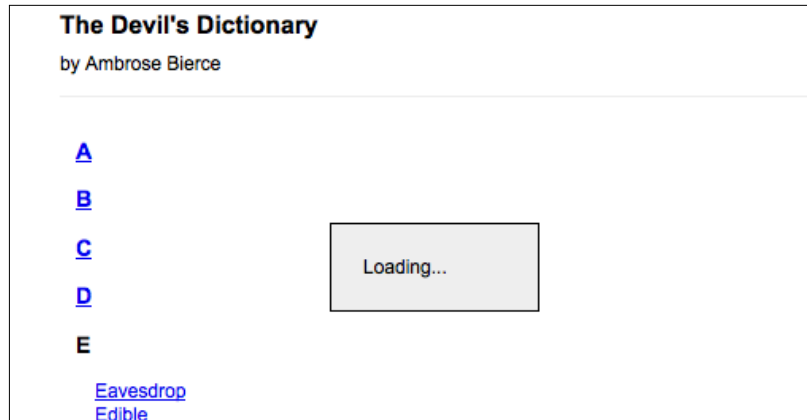 The Devil's Dictionary
by Ambrose Bierce
A
B
C
Loading...
D
E
Eavesdrop
Edible